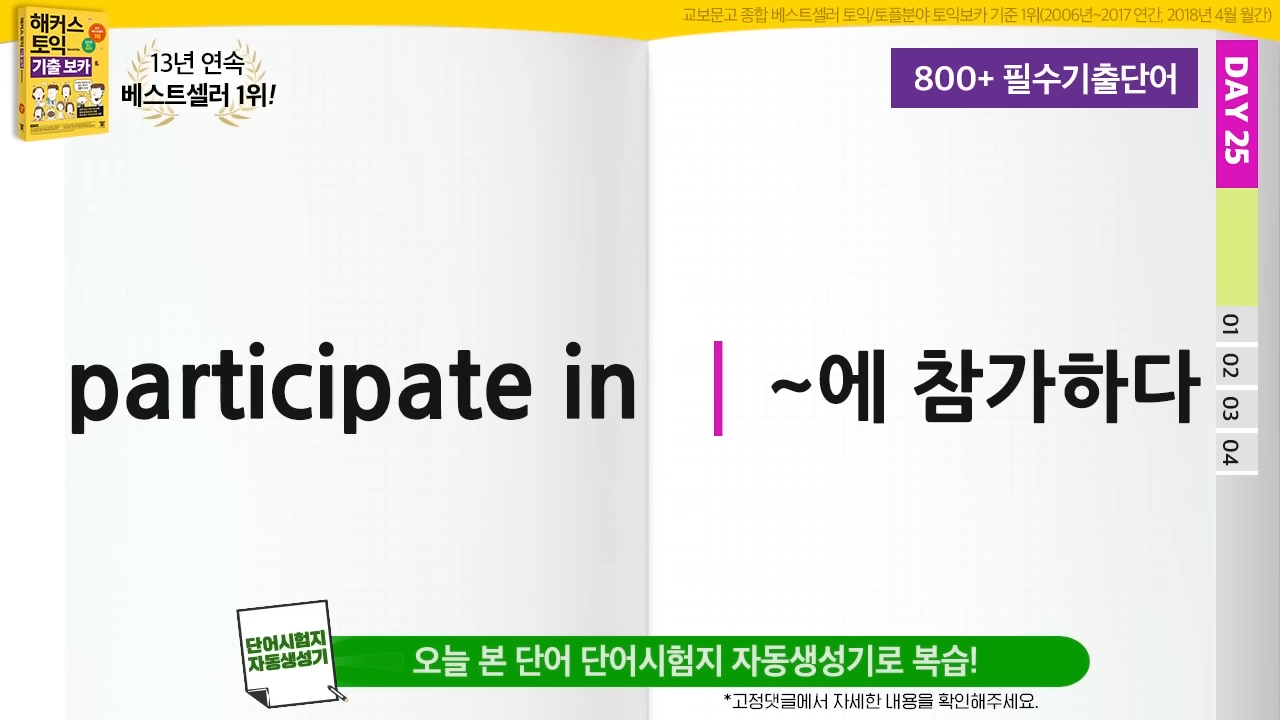 교보문고 종합 베스트셀러 토익/토플분야 토익보카 기준 1위(2006년~2017 연간, 2018년 4월 월간)
해커스
토익
기출 보카
13년 연속
베스트셀러 1위!
800+ 필수기출단어
DAY 25
01
02
03
04
participate in
~에 참가하다
단어시험지
자동생성기
오늘 본 단어 단어시험지 자동생성기로 복습!
*고정댓글에서 자세한 내용을 확인해주세요.